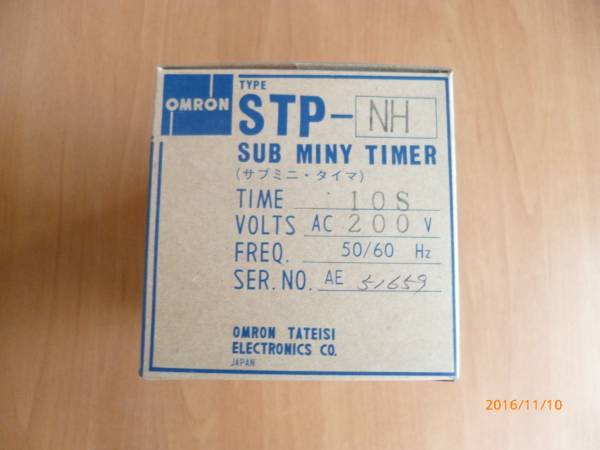 OMRON
TYPE
STP-NH
SUB MINY TIMER
(サブミニ・タイマ)
TIME 10S
VOLTS AC 200 V
FREQ. 50/60 Hz
SER.NO. AE 51659
OMRON TATEISI
ELECTRONICS CO.
JAPAN
2016/11/10